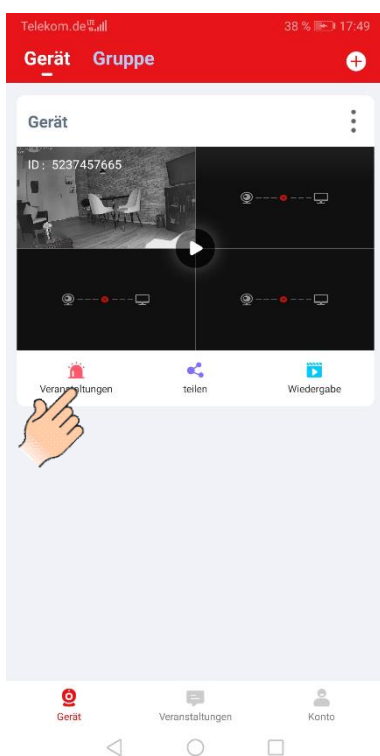 Telekom.de 38 % 17:49
Gerät Gruppe
Gerät
ID： 5237457665
Veranstaltungen teilen Wiedergabe
Gerät Veranstaltungen Konto